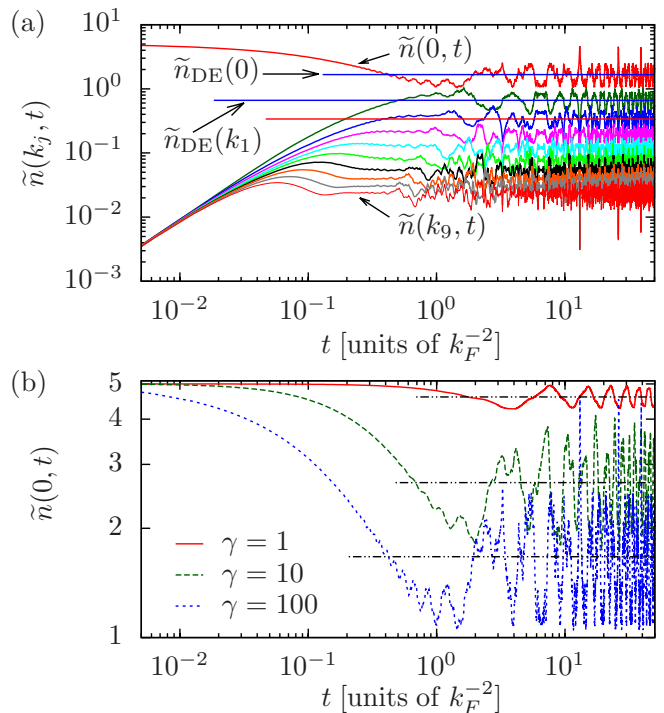 (a)
10^1
10^0
10^{-1}
10^{-2}
10^{-3}
ñ(k_j, t)
ñ(0, t)
ñ_DE(0)
ñ_DE(k_1)
ñ(k_9, t)
10^{-2} 10^{-1} 10^0 10^1
t [units of k_F^{-2}]
(b)
5
4
3
2
1
ñ(0, t)
γ = 1
γ = 10
γ = 100
10^{-2} 10^{-1} 10^0 10^1
t [units of k_F^{-2}]